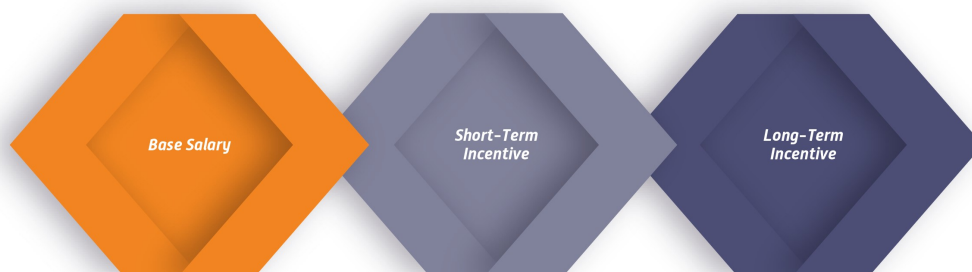 Base Salary
Short-Term
Incentive
Long-Term
Incentive